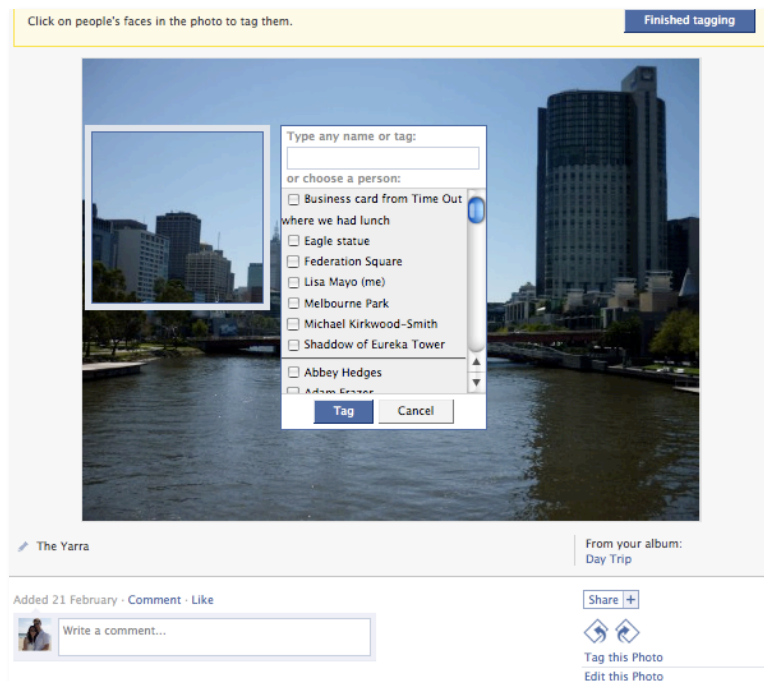 Click on people's faces in the photo to tag them.
Finished tagging
Type any name or tag:
or choose a person:
Business card from Time Out
where we had lunch
Eagle statue
Federation Square
Lisa Mayo (me)
Melbourne Park
Michael Kirkwood-Smith
Shaddow of Eureka Tower
Abbey Hedges
Adam Frazer
Tag
Cancel
The Yarra
From your album:
Day Trip
Added 21 February · Comment · Like
Share +
Write a comment...
Tag this Photo
Edit this Photo